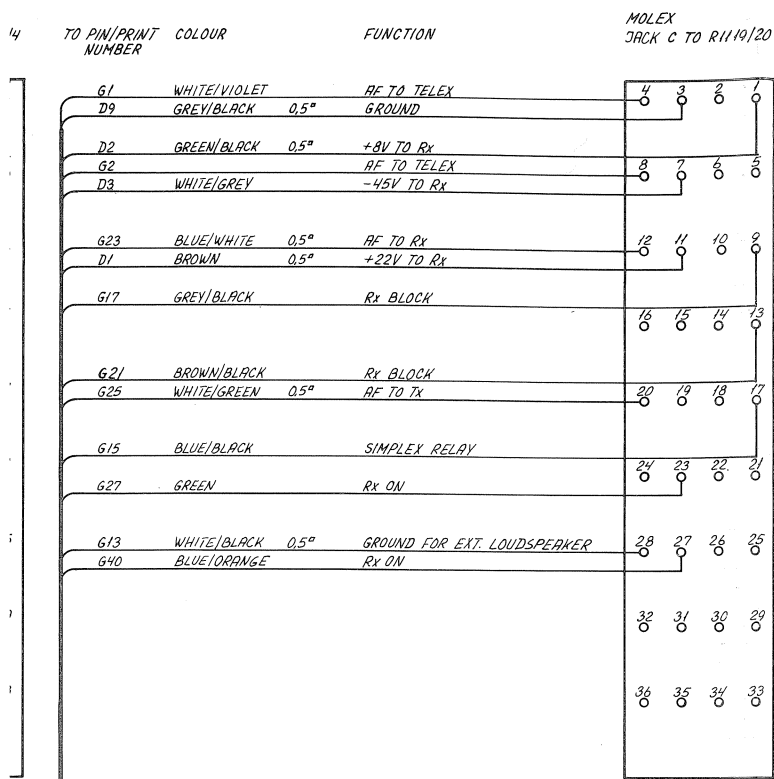 MOLEX
14 TO PIN/PRINT COLOUR FUNCTION JACK C TO R1119/20
NUMBER
G1 WHITE/VIOLET AF TO TELEX 4 3 2 1
D9 GREY/BLACK 0,5▫ GROUND
D2 GREEN/BLACK 0,5▫ +8V TO Rx
G2 AF TO TELEX 8 7 6 5
D3 WHITE/GREY -45V TO Rx
G23 BLUE/WHITE 0,5▫ AF TO Rx 12 11 10 9
D1 BROWN 0,5▫ +22V TO Rx
G17 GREY/BLACK Rx BLOCK
16 15 14 13
G21 BROWN/BLACK Rx BLOCK
G25 WHITE/GREEN 0.5▫ AF TO Tx 20 19 18 17
G15 BLUE/BLACK SIMPLEX RELAY
24 23 22. 21
G27 GREEN Rx ON
G13 WHITE/BLACK 0,5▫ GROUND FOR EXT. LOUDSPEAKER 28 27 26 25
G40 BLUE/ORANGE Rx ON
32 31 30 29
36 35 34 33